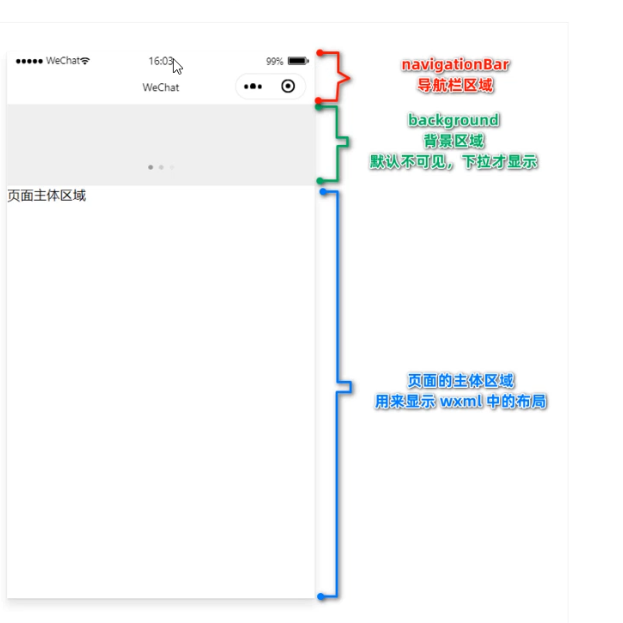 WeChat
16:03
99%
WeChat
页面主体区域
navigationBar
导航栏区域
background
背景区域
默认不可见，下拉才显示
页面的主体区域
用来显示 wxml 中的布局